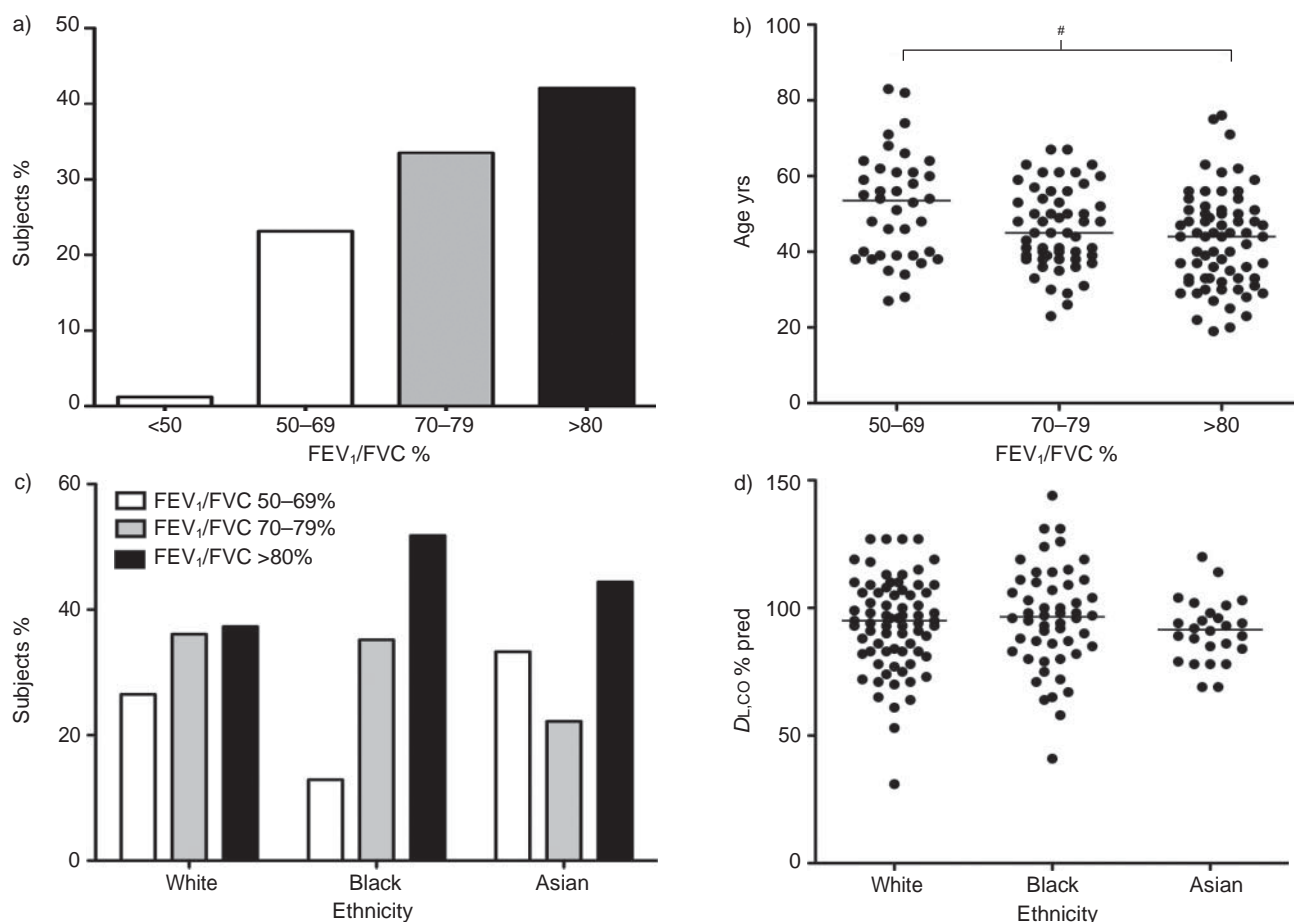 a)
50
40
30
20
10
0
Subjects %
<50
50–69
70–79
>80
FEV1/FVC %
b)
100
80
60
40
20
0
Age yrs
#
50–69
70–79
>80
FEV1/FVC %
c)
60
40
20
0
Subjects %
FEV1/FVC 50–69%
FEV1/FVC 70–79%
FEV1/FVC >80%
White
Black
Asian
Ethnicity
d)
150
100
50
0
DL,CO % pred
White
Black
Asian
Ethnicity